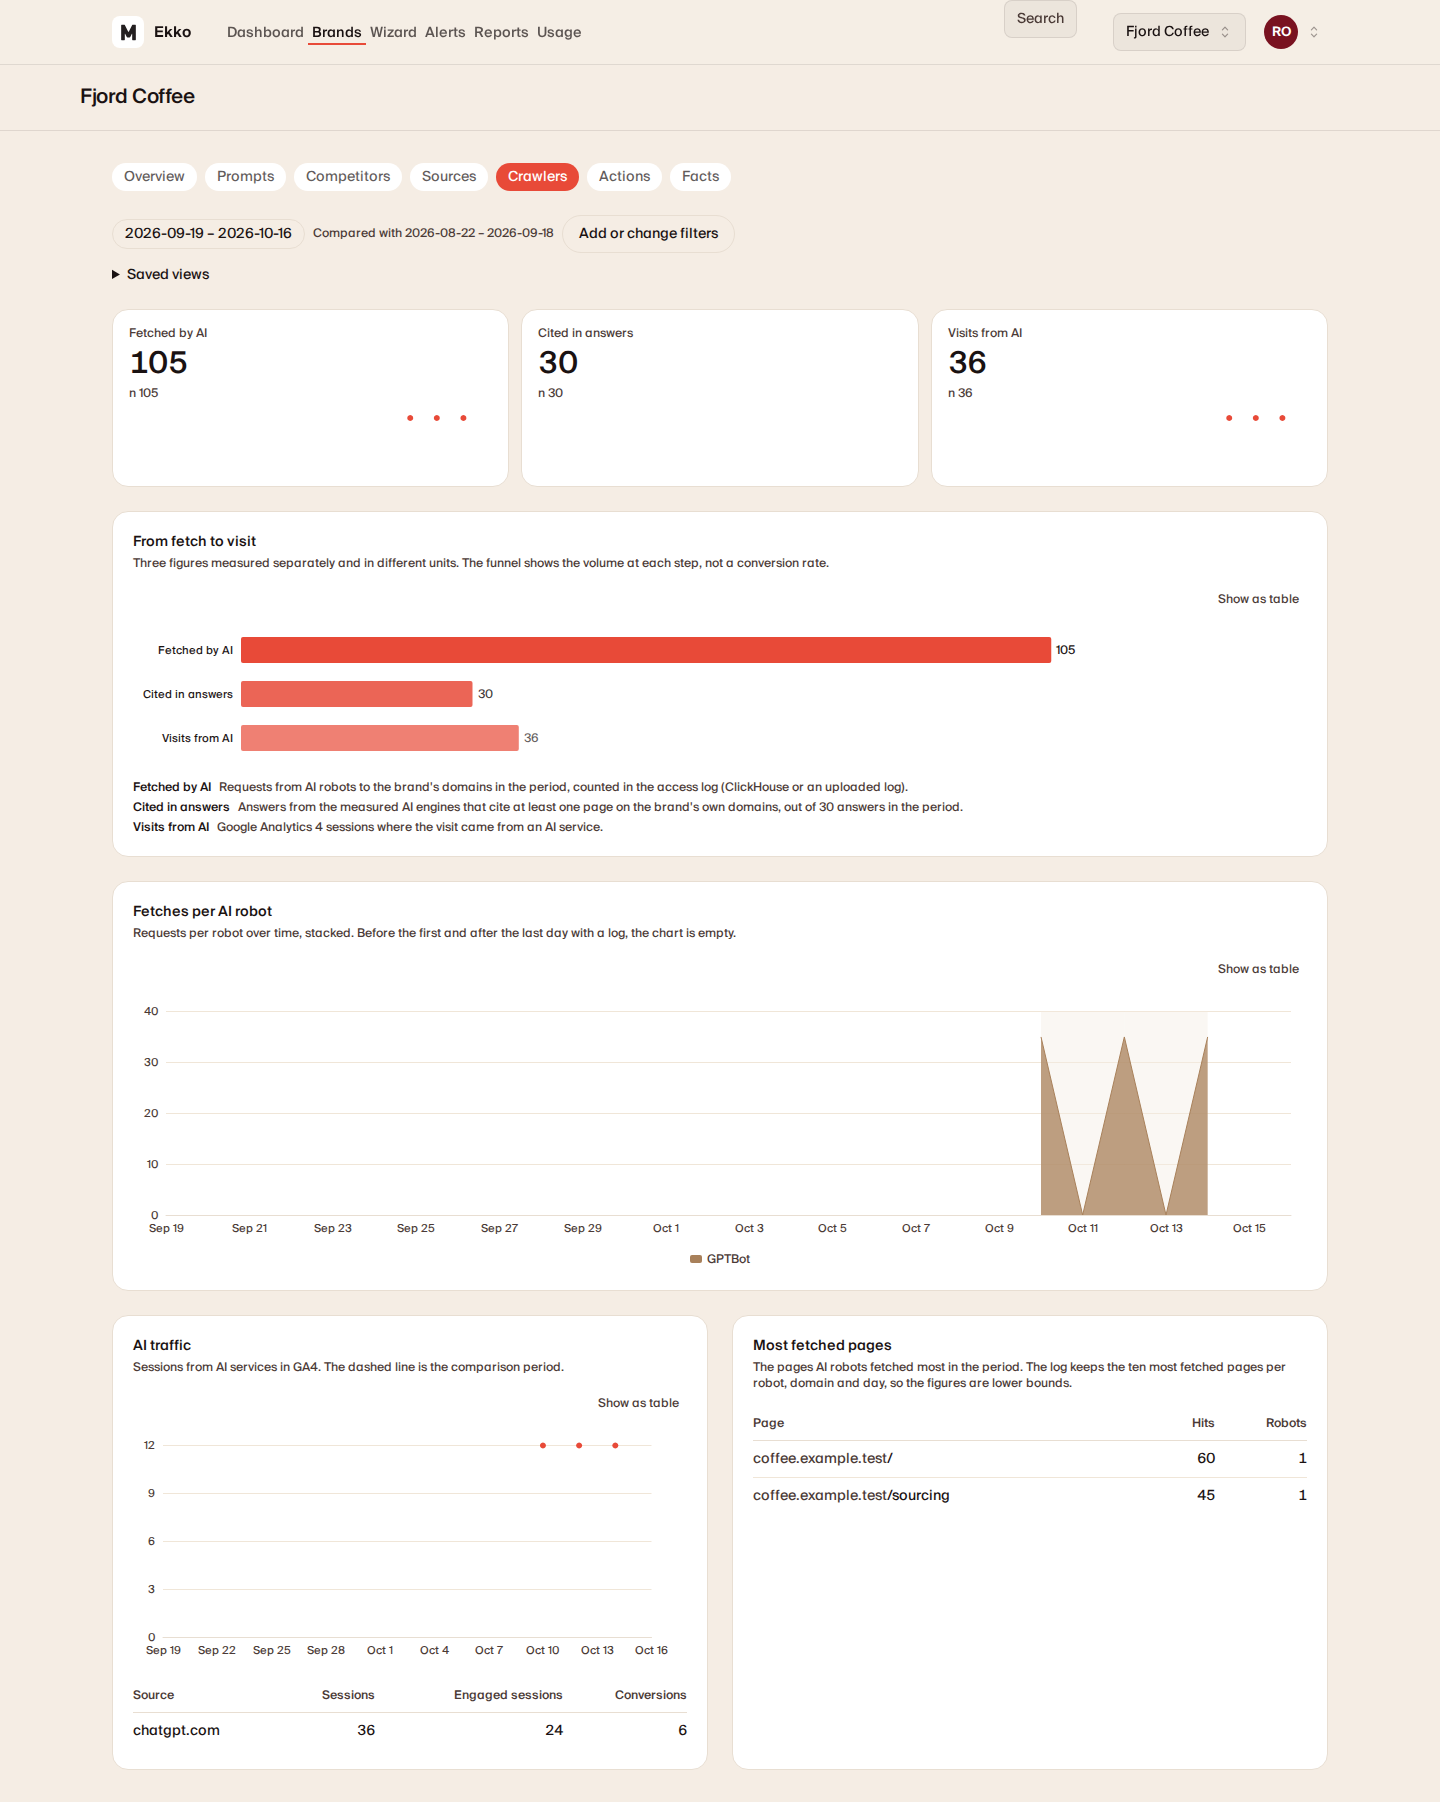 M Ekko Dashboard Brands Wizard Alerts Reports Usage Search Fjord Coffee RO
Fjord Coffee
Overview Prompts Competitors Sources Crawlers Actions Facts
2026-09-19 – 2026-10-16 Compared with 2026-08-22 – 2026-09-18 Add or change filters
Saved views
Fetched by AI
105
n 105
Cited in answers
30
n 30
Visits from AI
36
n 36
From fetch to visit
Three figures measured separately and in different units. The funnel shows the volume at each step, not a conversion rate.
Show as table
Fetched by AI 105
Cited in answers 30
Visits from AI 36
Fetched by AI Requests from AI robots to the brand's domains in the period, counted in the access log (ClickHouse or an uploaded log).
Cited in answers Answers from the measured AI engines that cite at least one page on the brand's own domains, out of 30 answers in the period.
Visits from AI Google Analytics 4 sessions where the visit came from an AI service.
Fetches per AI robot
Requests per robot over time, stacked. Before the first and after the last day with a log, the chart is empty.
Show as table
40
30
20
10
0
Sep 19 Sep 21 Sep 23 Sep 25 Sep 27 Sep 29 Oct 1 Oct 3 Oct 5 Oct 7 Oct 9 Oct 11 Oct 13 Oct 15
GPTBot
AI traffic
Sessions from AI services in GA4. The dashed line is the comparison period.
Show as table
12
9
6
3
0
Sep 19 Sep 22 Sep 25 Sep 28 Oct 1 Oct 4 Oct 7 Oct 10 Oct 13 Oct 16
Source Sessions Engaged sessions Conversions
chatgpt.com 36 24 6
Most fetched pages
The pages AI robots fetched most in the period. The log keeps the ten most fetched pages per
robot, domain and day, so the figures are lower bounds.
Page Hits Robots
coffee.example.test/ 60 1
coffee.example.test/sourcing 45 1